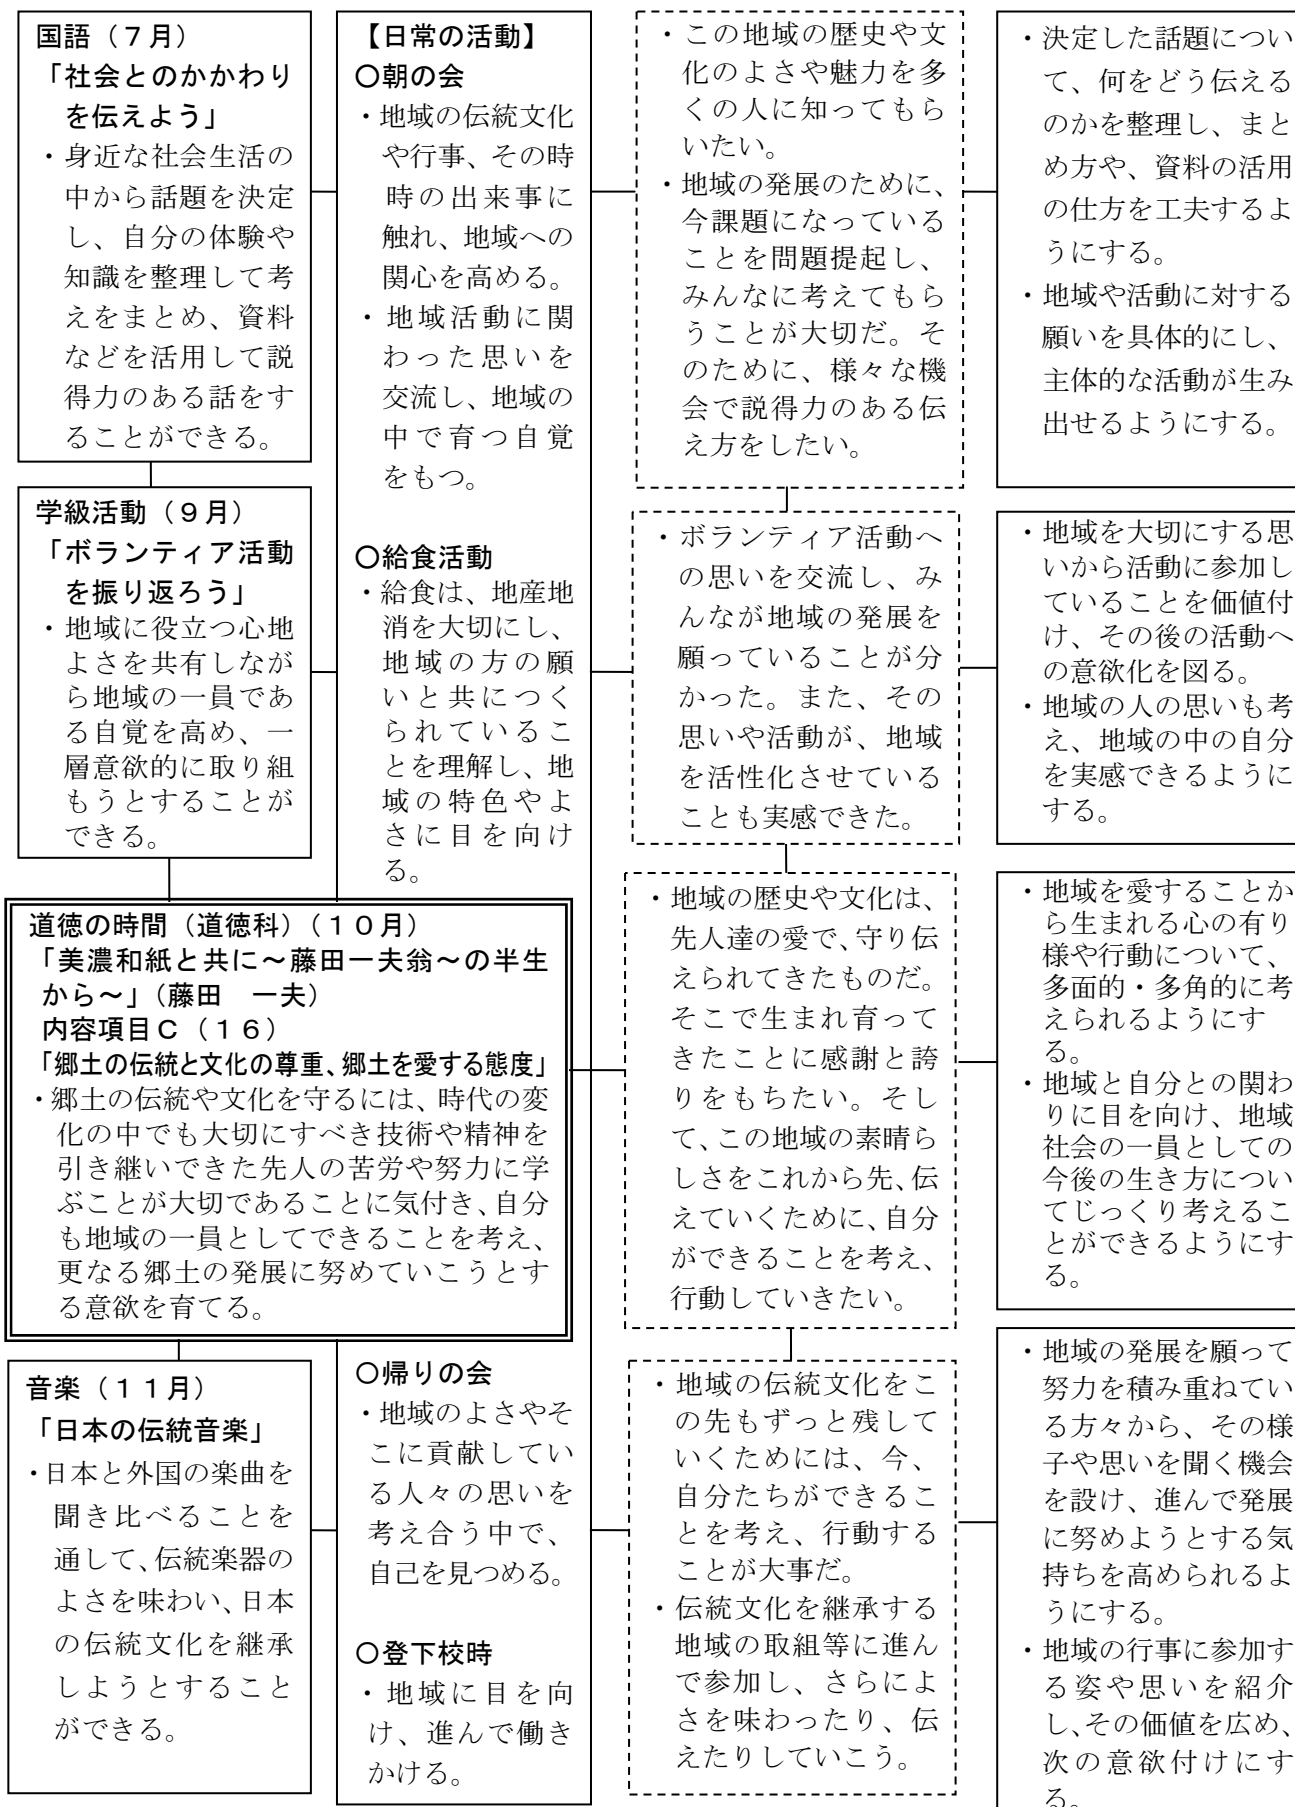 国語（７月）
「社会とのかかわり
を伝えよう」
・身近な社会生活の
中から話題を決定
し、自分の体験や
知識を整理して考
えをまとめ、資料
などを活用して説
得力のある話をす
ることができる。
学級活動（９月）
「ボランティア活動
を振り返ろう」
・地域に役立つ心地
よさを共有しなが
ら地域の一員であ
る自覚を高め、一
層意欲的に取り組
もうとすることが
できる。
【日常の活動】
○朝の会
・地域の伝統文化
や行事、その時
時の出来事に
触れ、地域への
関心を高める。
・地域活動に関
わった思いを
交流し、地域の
中で育つ自覚
をもつ。
○給食活動
・給食は、地産地
消を大切にし、
地域の方の願
いと共につく
られているこ
とを理解し、地
域の特色やよ
さに目を向け
る。
道徳の時間（道徳科）（１０月）
「美濃和紙と共に～藤田一夫翁～の半生
から～」（藤田　一夫）
内容項目Ｃ（１６）
「郷土の伝統と文化の尊重、郷土を愛する態度」
・郷土の伝統や文化を守るには、時代の変
化の中でも大切にすべき技術や精神を
引き継いできた先人の苦労や努力に学
ぶことが大切であることに気付き、自分
も地域の一員としてできることを考え、
更なる郷土の発展に努めていこうとす
る意欲を育てる。
音楽（１１月）
「日本の伝統音楽」
・日本と外国の楽曲を
聞き比べることを
通して、伝統楽器の
よさを味わい、日本
の伝統文化を継承
しようとすること
ができる。
○帰りの会
・地域のよさやそ
こに貢献してい
る人々の思いを
考え合う中で、
自己を見つめる。
○登下校時
・地域に目を向
け、進んで働き
かける。
・この地域の歴史や文
化のよさや魅力を多
くの人に知ってもら
いたい。
・地域の発展のために、
今課題になっている
ことを問題提起し、
みんなに考えてもら
うことが大切だ。そ
のために、様々な機
会で説得力のある伝
え方をしたい。
・ボランティア活動へ
の思いを交流し、み
んなが地域の発展を
願っていることが分
かった。また、その
思いや活動が、地域
を活性化させている
ことも実感できた。
・地域の歴史や文化は、
先人達の愛で、守り伝
えられてきたものだ。
そこで生まれ育って
きたことに感謝と誇
りをもちたい。そし
て、この地域の素晴ら
しさをこれから先、伝
えていくために、自分
ができることを考え、
行動していきたい。
・地域の伝統文化をこ
の先もずっと残して
いくためには、今、
自分たちができるこ
とを考え、行動する
ことが大事だ。
・伝統文化を継承する
地域の取組等に進ん
で参加し、さらによ
さを味わったり、伝
えたりしていこう。
・決定した話題につい
て、何をどう伝える
のかを整理し、まと
め方や、資料の活用
の仕方を工夫するよ
うにする。
・地域や活動に対する
願いを具体的にし、
主体的な活動が生み
出せるようにする。
・地域を大切にする思
いから活動に参加し
ていることを価値付
け、その後の活動へ
の意欲化を図る。
・地域の人の思いも考
え、地域の中の自分
を実感できるように
する。
・地域を愛することか
ら生まれる心の有り
様や行動について、
多面的・多角的に考
えられるようにす
る。
・地域と自分との関わ
りに目を向け、地域
社会の一員としての
今後の生き方につい
てじっくり考えるこ
とができるようにす
る。
・地域の発展を願って
努力を積み重ねてい
る方々から、その様
子や思いを聞く機会
を設け、進んで発展
に努めようとする気
持ちを高められるよ
うにする。
・地域の行事に参加す
る姿や思いを紹介
し、その価値を広め、
次の意欲付けにす
る。